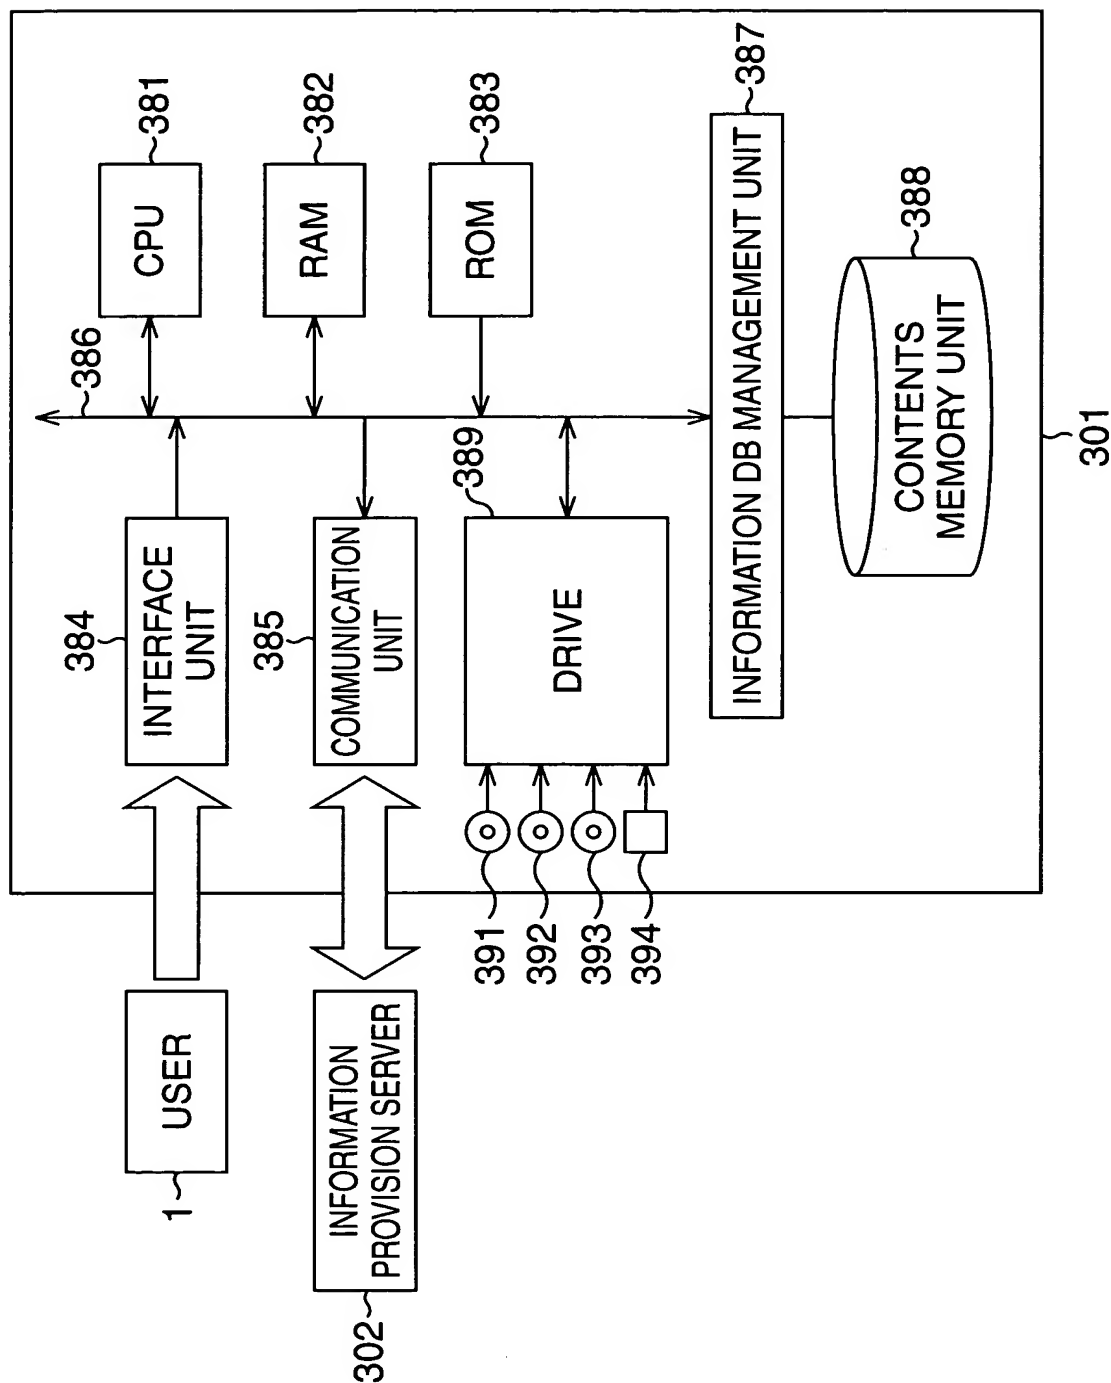 386
CPU
381
RAM
382
ROM
383
384
INTERFACE
UNIT
385
COMMUNICATION
UNIT
389
DRIVE
INFORMATION DB MANAGEMENT UNIT
387
CONTENTS
MEMORY UNIT
388
301
USER
1
INFORMATION
PROVISION SERVER
302
391
392
393
394